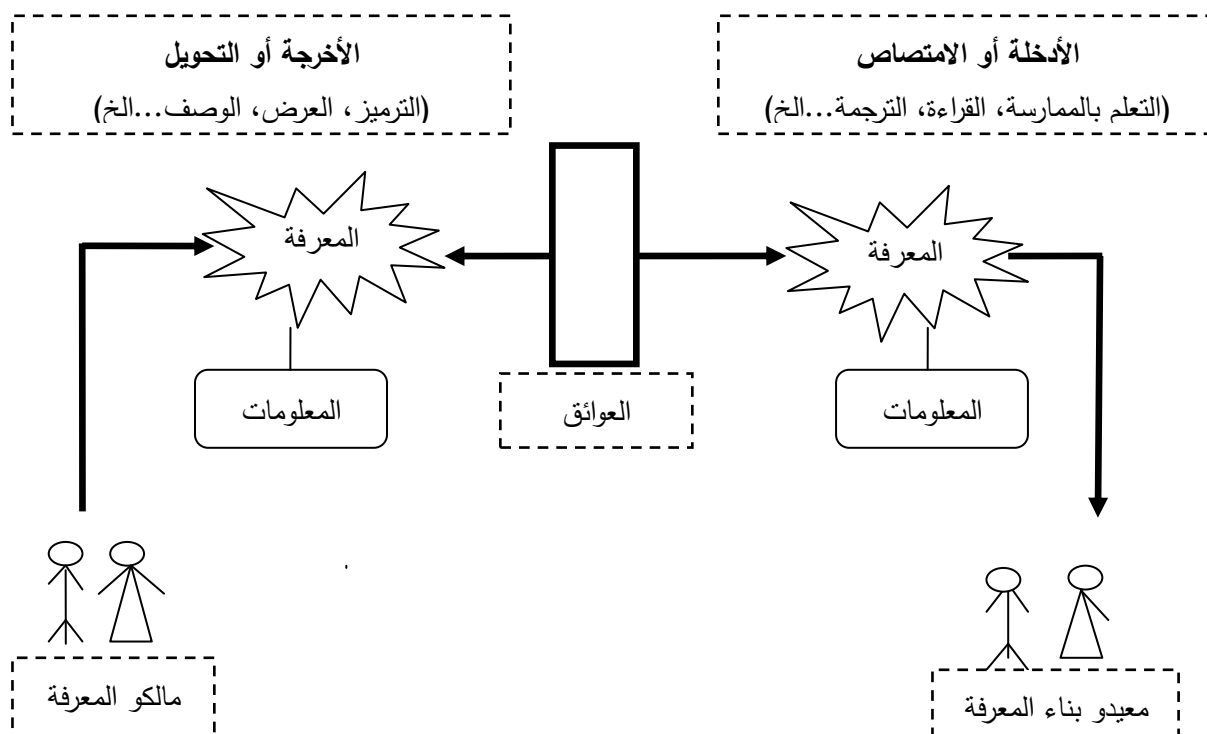 الأدخلة أو الامتصاص
(التعلم بالممارسة، القراءة، الترجمة...الخ)
الأخرجة أو التحويل
(الترميز، العرض، الوصف...الخ)
المعرفة
المعرفة
المعلومات
العوائق
المعلومات
معيدو بناء المعرفة
مالكو المعرفة